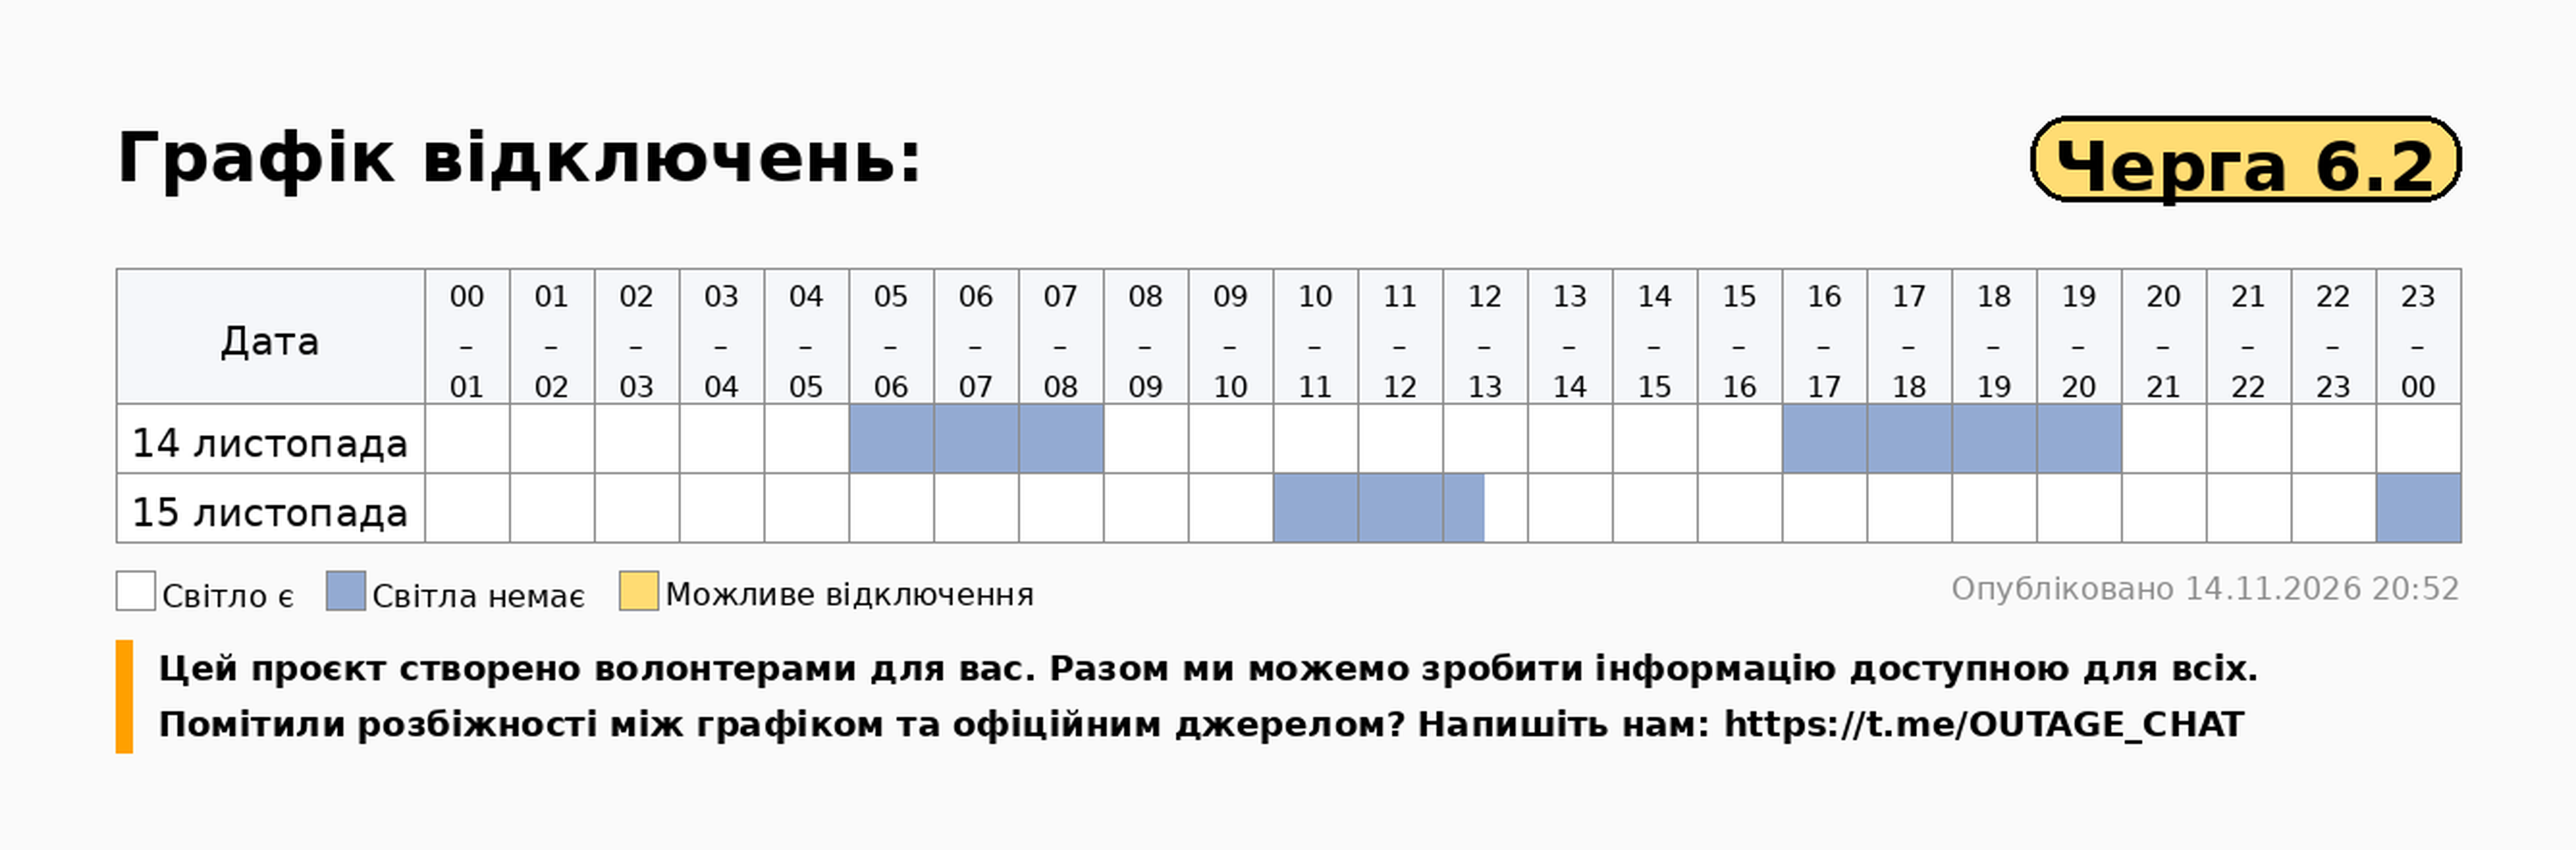 Графік відключень:
Черга 6.2
Дата 00 – 01 01 – 02 02 – 03 03 – 04 04 – 05 05 – 06 06 – 07 07 – 08 08 – 09 09 – 10 10 – 11 11 – 12 12 – 13 13 – 14 14 – 15 15 – 16 16 – 17 17 – 18 18 – 19 19 – 20 20 – 21 21 – 22 22 – 23 23 – 00
14 листопада
15 листопада
Світло є Світла немає Можливе відключення
Опубліковано 14.11.2026 20:52
Цей проєкт створено волонтерами для вас. Разом ми можемо зробити інформацію доступною для всіх.
Помітили розбіжності між графіком та офіційним джерелом? Напишіть нам: https://t.me/OUTAGE_CHAT